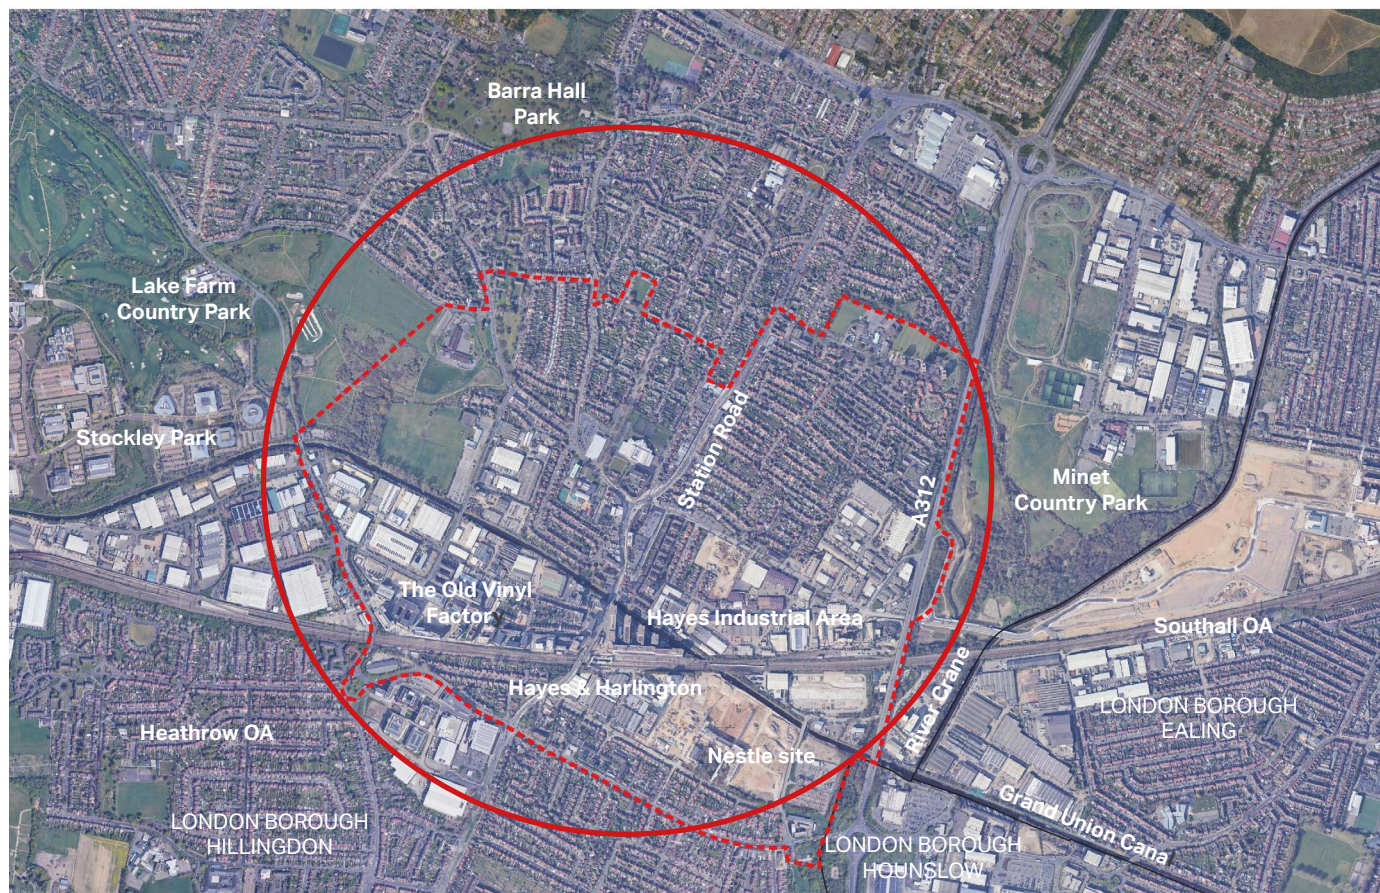 Barra Hall
Park
Lake Farm
Country Park
Stockley Park
Station Road
A312
Minet
Country Park
The Old Vinyl
Factory
Hayes Industrial Area
Southall OA
Hayes & Harlington
River Crane
LONDON BOROUGH
EALING
Heathrow OA
Nestle site
Grand Union Cana
LONDON BOROUGH
HILLINGDON
LONDON BOROUGH
HOUNSLOW